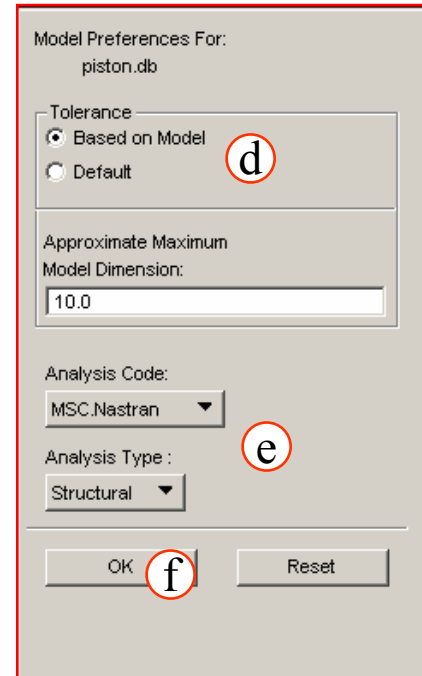 Model Preferences For:
piston.db
Tolerance
Based on Model
d
Default
Approximate Maximum
Model Dimension:
10.0
Analysis Code:
MSC.Nastran
e
Analysis Type :
Structural
OK f Reset